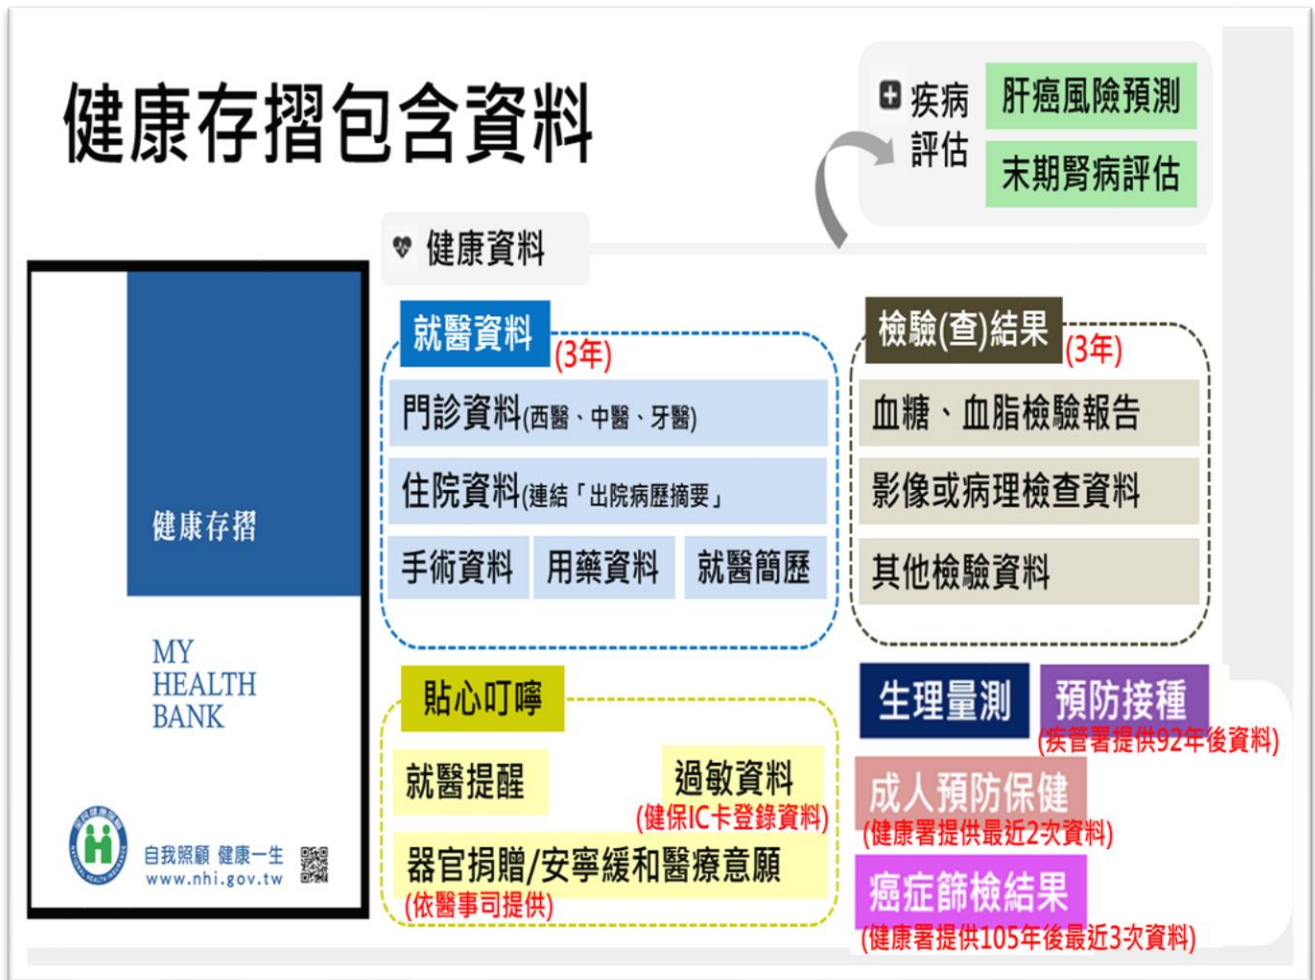 健康存摺包含資料
疾病
評估
肝癌風險預測
末期腎病評估
健康資料
就醫資料
(3年)
門診資料(西醫、中醫、牙醫)
住院資料(連結「出院病歷摘要」
手術資料
用藥資料
就醫簡歷
檢驗(查)結果
(3年)
血糖、血脂檢驗報告
影像或病理檢查資料
其他檢驗資料
健康存摺
MY
HEALTH
BANK
自我照顧 健康一生
www.nhi.gov.tw
貼心叮嚀
就醫提醒
過敏資料
(健保IC卡登錄資料)
器官捐贈/安寧緩和醫療意願
(依醫事司提供)
生理量測
預防接種
(疾管署提供92年後資料)
成人預防保健
(健康署提供最近2次資料)
癌症篩檢結果
(健康署提供105年後最近3次資料)
全民健康保險
NATIONAL HEALTH INSURANCE